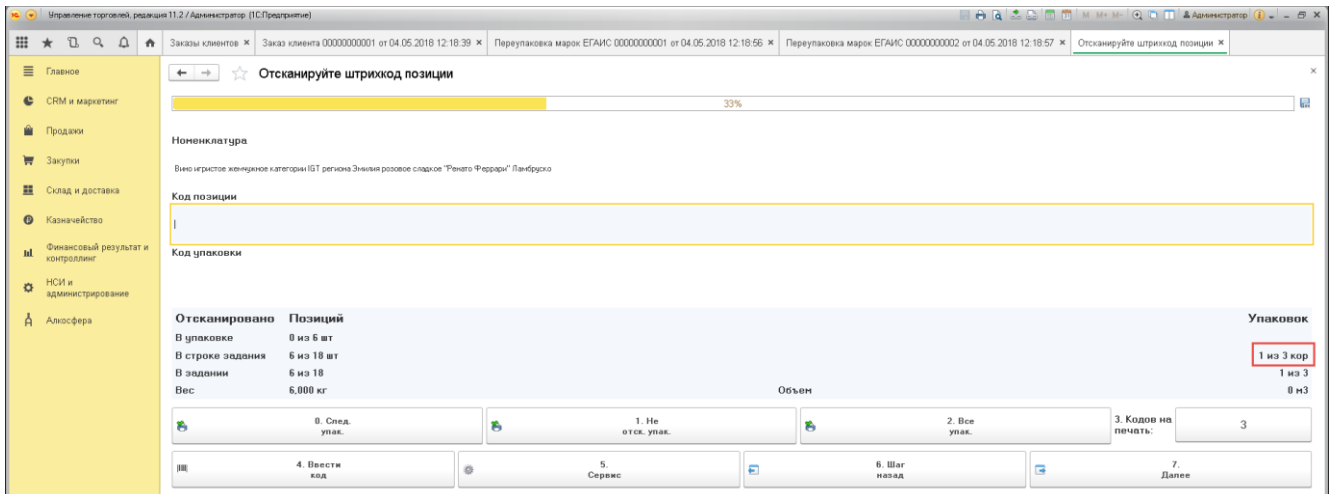 Управление торговлей, редакция 11.2 / Администратор (1С:Предприятие)
M M+ M-
Администратор
Заказы клиентов ×
Заказ клиента 00000000001 от 04.05.2018 12:18:39 ×
Переупаковка марок ЕГАИС 00000000001 от 04.05.2018 12:18:56 ×
Переупаковка марок ЕГАИС 00000000002 от 04.05.2018 12:18:57 ×
Отсканируйте штрихкод позиции ×
Главное
CRM и маркетинг
Продажи
Закупки
Склад и доставка
Казначейство
Финансовый результат и
контроллинг
НСИ и
администрирование
Алкосфера
Отсканируйте штрихкод позиции
33%
Номенклатура
Вино игристое жемчужное категории IGT региона Эмилия розовое сладкое "Ренато Феррари" Ламбруско
Код позиции
Код упаковки
Отсканировано Позиций Упаковок
В упаковке 0 из 6 шт
В строке задания 6 из 18 шт 1 из 3 кор
В задании 6 из 18 1 из 3
Вес 6,000 кг Объем 0 м3
0. След.
упак.
1. Не
отск. упак.
2. Все
упак.
3. Кодов на
печать:
3
4. Ввести
код
5.
Сервис
6. Шаг
назад
7.
Далее